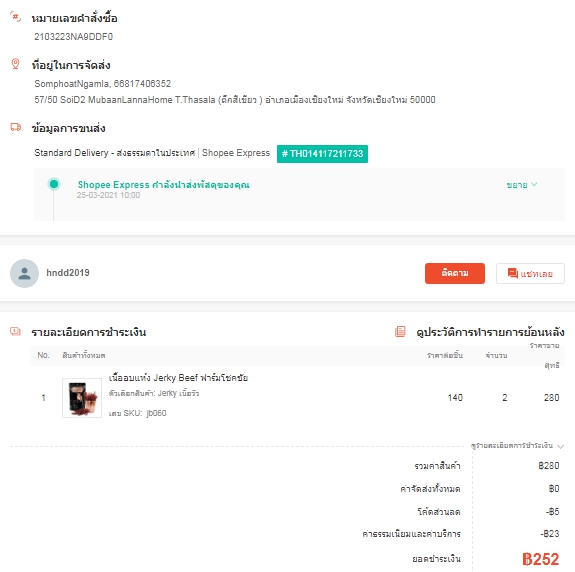 หมายเลขคำสั่งซื้อ
2103223NA9DDF0
ที่อยู่ในการจัดส่ง
SomphoatNgamla, 66817406352
57/50 SoiD2 MubaanLannaHome T.Thasala (ตึกสีเขียว ) อำเภอเมืองเชียงใหม่ จังหวัดเชียงใหม่ 50000
ข้อมูลการขนส่ง
Standard Delivery - ส่งธรรมดาในประเทศ | Shopee Express # TH014117211733
Shopee Express กำลังนำส่งพัสดุของคุณ ขยาย
25-03-2021 10:00
hndd2019 ติดตาม แชทเลย
รายละเอียดการชำระเงิน ดูประวัติการทำรายการย้อนหลัง
No. สินค้าทั้งหมด ราคาต่อชิ้น จำนวน ราคาขายสุทธิ
1 เนื้ออบแห้ง Jerky Beef ฟาร์มโชคชัย 140 2 280
ตัวเลือกสินค้า: Jerky เนื้อวัว
เลข SKU: jb060
ดูรายละเอียดการชำระเงิน
รวมค่าสินค้า ฿280
ค่าจัดส่งทั้งหมด ฿0
โค้ดส่วนลด -฿5
ค่าธรรมเนียมและค่าบริการ -฿23
ยอดชำระเงิน ฿252